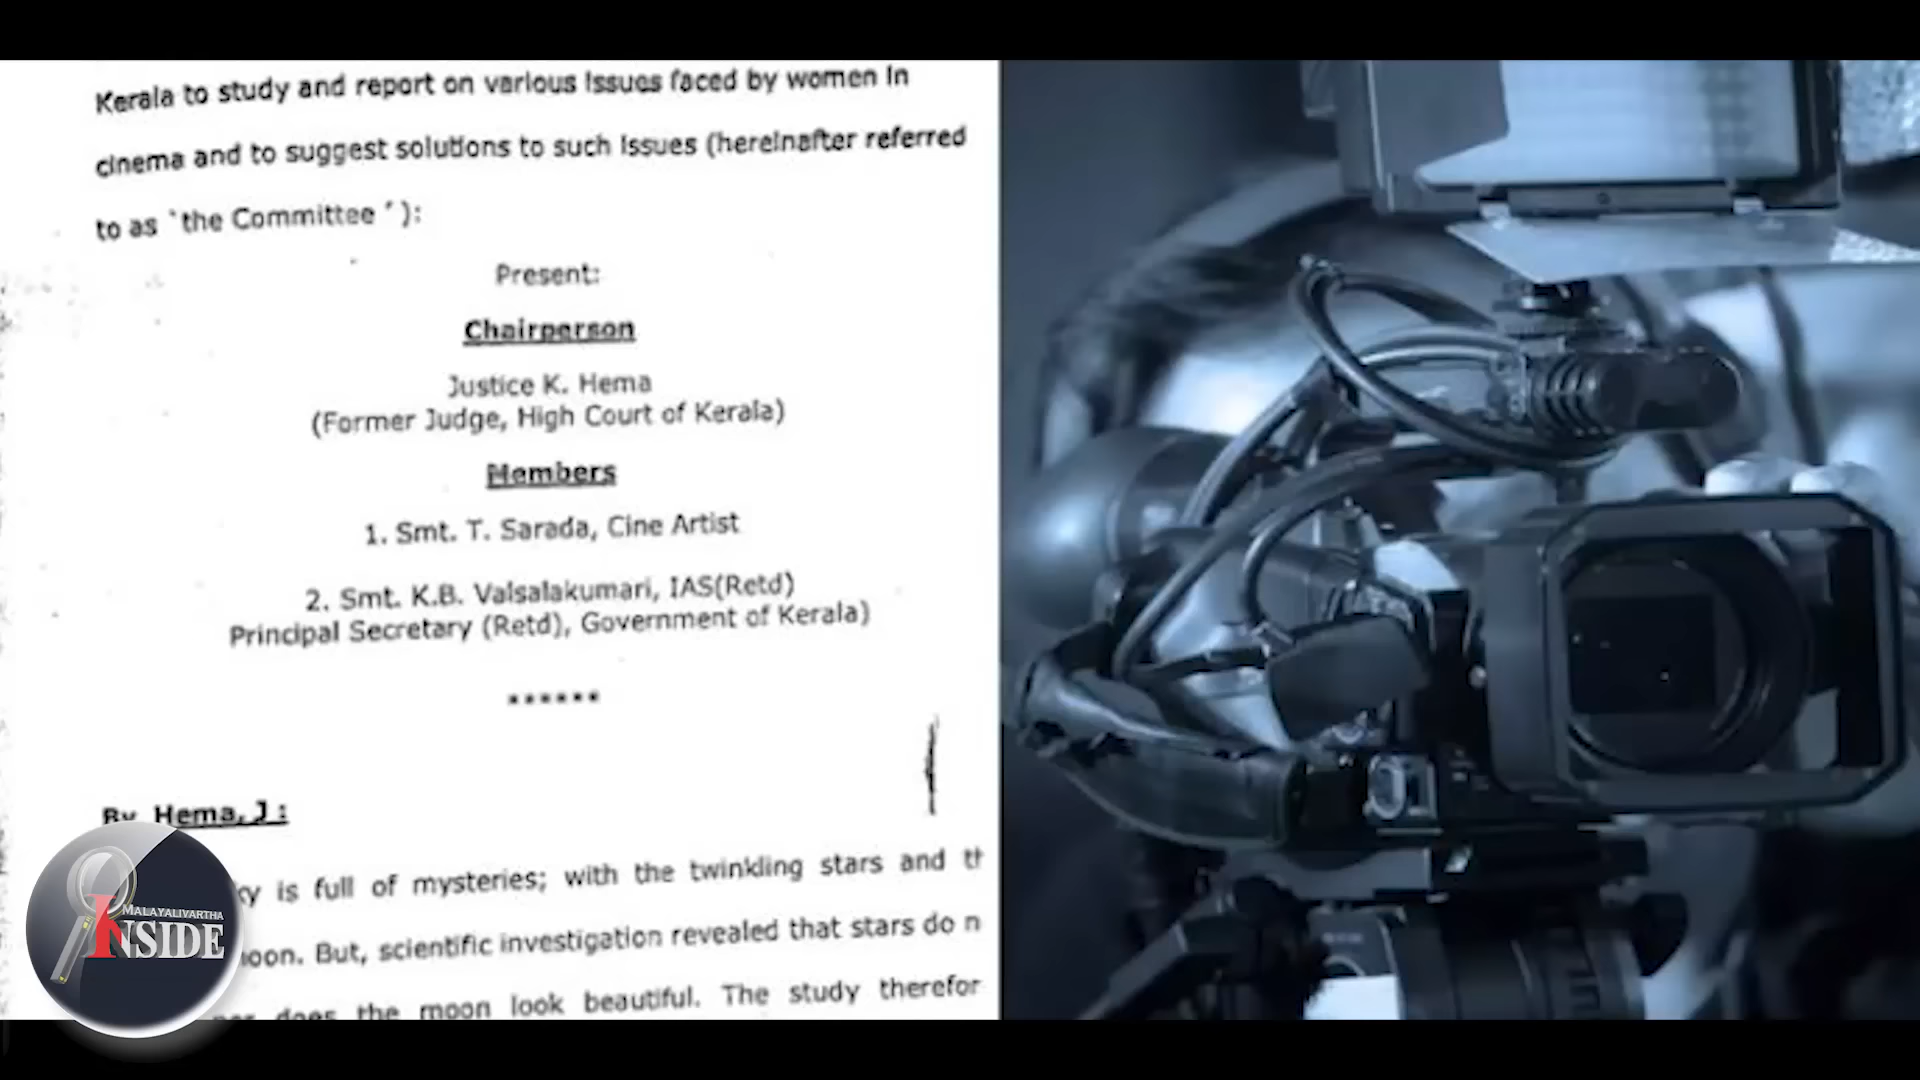 Kerala to study and report on various issues faced by women in
cinema and to suggest solutions to such issues (hereinafter referred
to as `the Committee ´):
Present:
Chairperson
Justice K. Hema
(Former Judge, High Court of Kerala)
Members
1. Smt. T. Sarada, Cine Artist
2. Smt. K.B. Valsalakumari, IAS(Retd)
Principal Secretary (Retd), Government of Kerala)
******
By Hema, J :
is full of mysteries; with the twinkling stars and
moon. But, scientific investigation revealed that stars do
does the moon look beautiful. The study
MALAYALIVARTHA
INSIDE